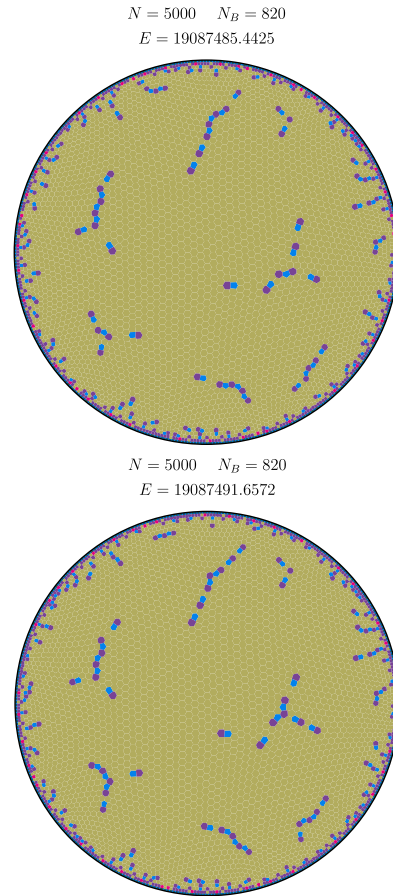 N = 5000 N_B = 820
E = 19087485.4425
N = 5000 N_B = 820
E = 19087491.6572